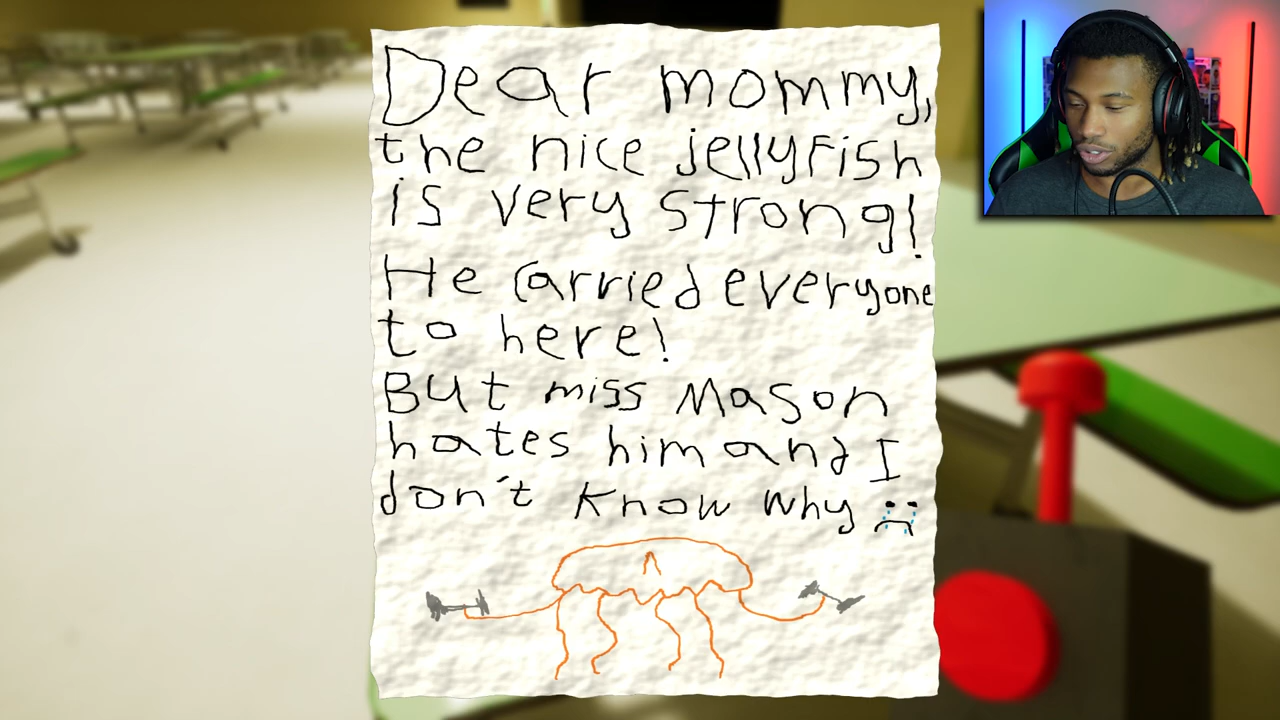 Dear mommy,
the nice jellyfish
is very strong!
He carried everyone
to here!
But miss Mason
hates him and I
don't know why